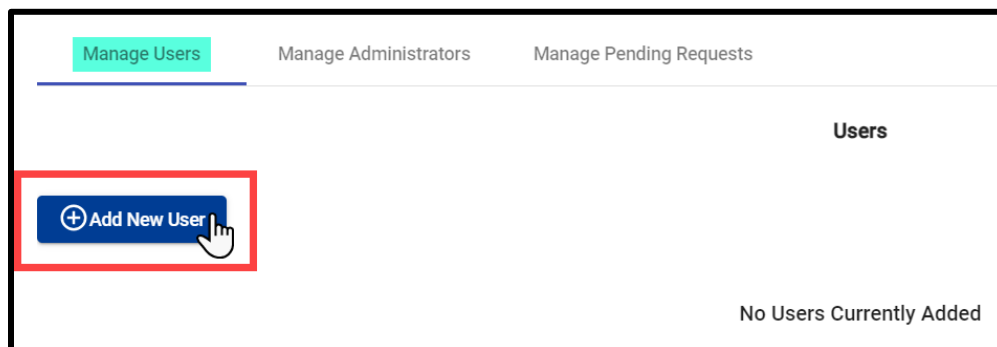 Manage Users
Manage Administrators
Manage Pending Requests
Users
Add New User
No Users Currently Added